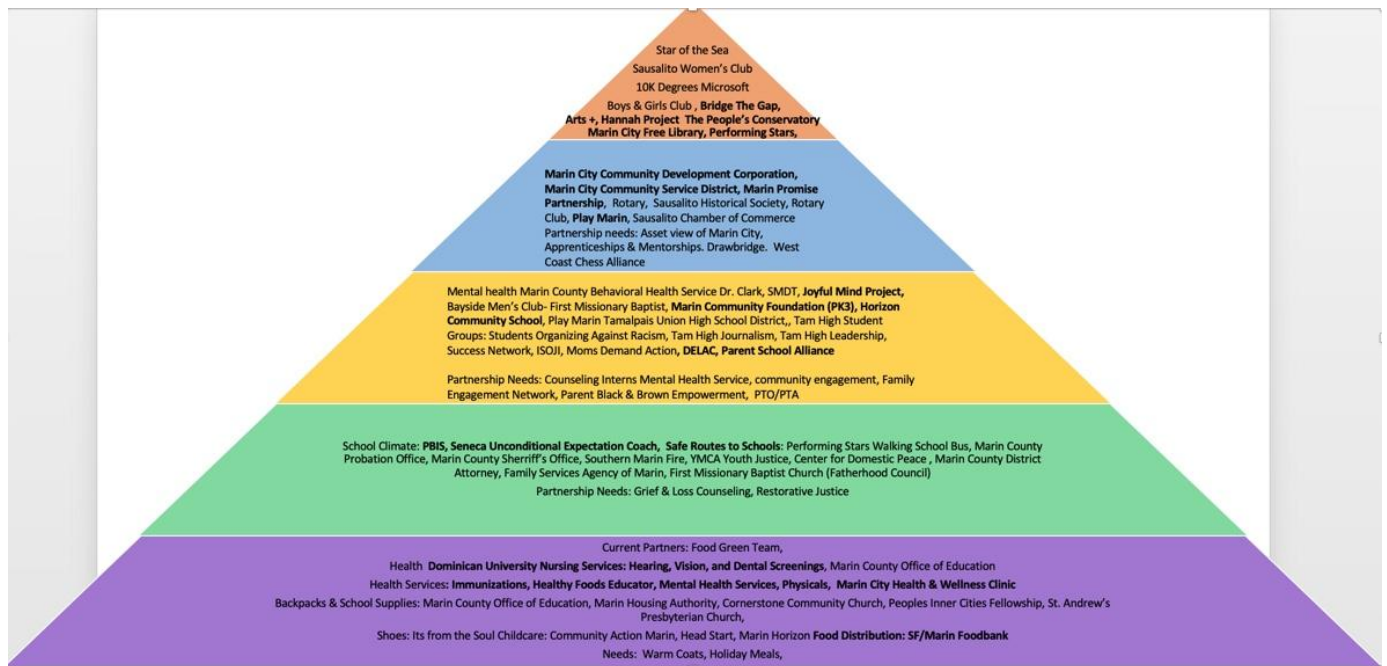 Star of the Sea
Sausalito Women's Club
10K Degrees Microsoft
Boys & Girls Club , Bridge The Gap,
Arts +, Hannah Project The People's Conservatory
Marin City Free Library, Performing Stars,
Marin City Community Development Corporation,
Marin City Community Service District, Marin Promise
Partnership, Rotary, Sausalito Historical Society, Rotary
Club, Play Marin, Sausalito Chamber of Commerce
Partnership needs: Asset view of Marin City,
Apprenticeships & Mentorships. Drawbridge. West
Coast Chess Alliance
Mental health Marin County Behavioral Health Service Dr. Clark, SMDT, Joyful Mind Project,
Bayside Men's Club- First Missionary Baptist, Marin Community Foundation (PK3), Horizon
Community School, Play Marin Tamalpais Union High School District,, Tam High Student
Groups: Students Organizing Against Racism, Tam High Journalism, Tam High Leadership,
Success Network, ISOJI, Moms Demand Action, DELAC, Parent School Alliance
Partnership Needs: Counseling Interns Mental Health Service, community engagement, Family
Engagement Network, Parent Black & Brown Empowerment, PTO/PTA
School Climate: PBIS, Seneca Unconditional Expectation Coach, Safe Routes to Schools: Performing Stars Walking School Bus, Marin County
Probation Office, Marin County Sherriff's Office, Southern Marin Fire, YMCA Youth Justice, Center for Domestic Peace , Marin County District
Attorney, Family Services Agency of Marin, First Missionary Baptist Church (Fatherhood Council)
Partnership Needs: Grief & Loss Counseling, Restorative Justice
Current Partners: Food Green Team,
Health Dominican University Nursing Services: Hearing, Vision, and Dental Screenings, Marin County Office of Education
Health Services: Immunizations, Healthy Foods Educator, Mental Health Services, Physicals, Marin City Health & Wellness Clinic
Backpacks & School Supplies: Marin County Office of Education, Marin Housing Authority, Cornerstone Community Church, Peoples Inner Cities Fellowship, St. Andrew's
Presbyterian Church,
Shoes: Its from the Soul Childcare: Community Action Marin, Head Start, Marin Horizon Food Distribution: SF/Marin Foodbank
Needs: Warm Coats, Holiday Meals,